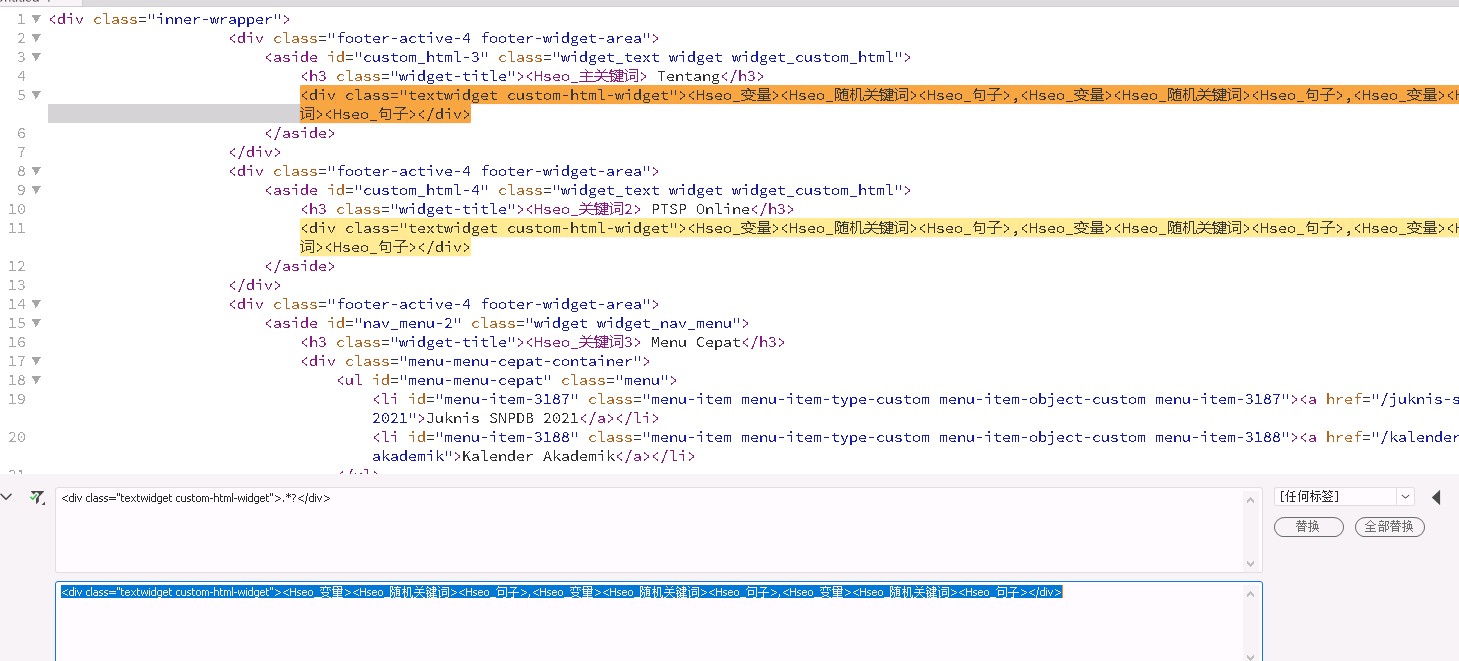 1 <div class="inner-wrapper">
2 <div class="footer-active-4 footer-widget-area">
3 <aside id="custom_html-3" class="widget_text widget widget_custom_html">
4 <h3 class="widget-title"><Hseo_主关键词> Tentang</h3>
5 <div class="textwidget custom-html-widget"><Hseo_变量><Hseo_随机关键词><Hseo_句子>,<Hseo_变量><Hseo_随机关键词><Hseo_句子>,<Hseo_变量><H
词><Hseo_句子></div>
6 </aside>
7 </div>
8 <div class="footer-active-4 footer-widget-area">
9 <aside id="custom_html-4" class="widget_text widget widget_custom_html">
10 <h3 class="widget-title"><Hseo_关键词2> PTSP Online</h3>
11 <div class="textwidget custom-html-widget"><Hseo_变量><Hseo_随机关键词><Hseo_句子>,<Hseo_变量><Hseo_随机关键词><Hseo_句子>,<Hseo_变量><H
词><Hseo_句子></div>
12 </aside>
13 </div>
14 <div class="footer-active-4 footer-widget-area">
15 <aside id="nav_menu-2" class="widget widget_nav_menu">
16 <h3 class="widget-title"><Hseo_关键词3> Menu Cepat</h3>
17 <div class="menu-menu-cepat-container">
18 <ul id="menu-menu-cepat" class="menu">
19 <li id="menu-item-3187" class="menu-item menu-item-type-custom menu-item-object-custom menu-item-3187"><a href="/juknis-s
2021">Juknis SNPDB 2021</a></li>
20 <li id="menu-item-3188" class="menu-item menu-item-type-custom menu-item-object-custom menu-item-3188"><a href="/kalender
akademik">Kalender Akademik</a></li>
<div class="textwidget custom-html-widget">.*?</div>
[任何标签]
替换 全部替换
<div class="textwidget custom-html-widget"><Hseo_变量><Hseo_随机关键词><Hseo_句子>,<Hseo_变量><Hseo_随机关键词><Hseo_句子>,<Hseo_变量><Hseo_随机关键词><Hseo_句子></div>